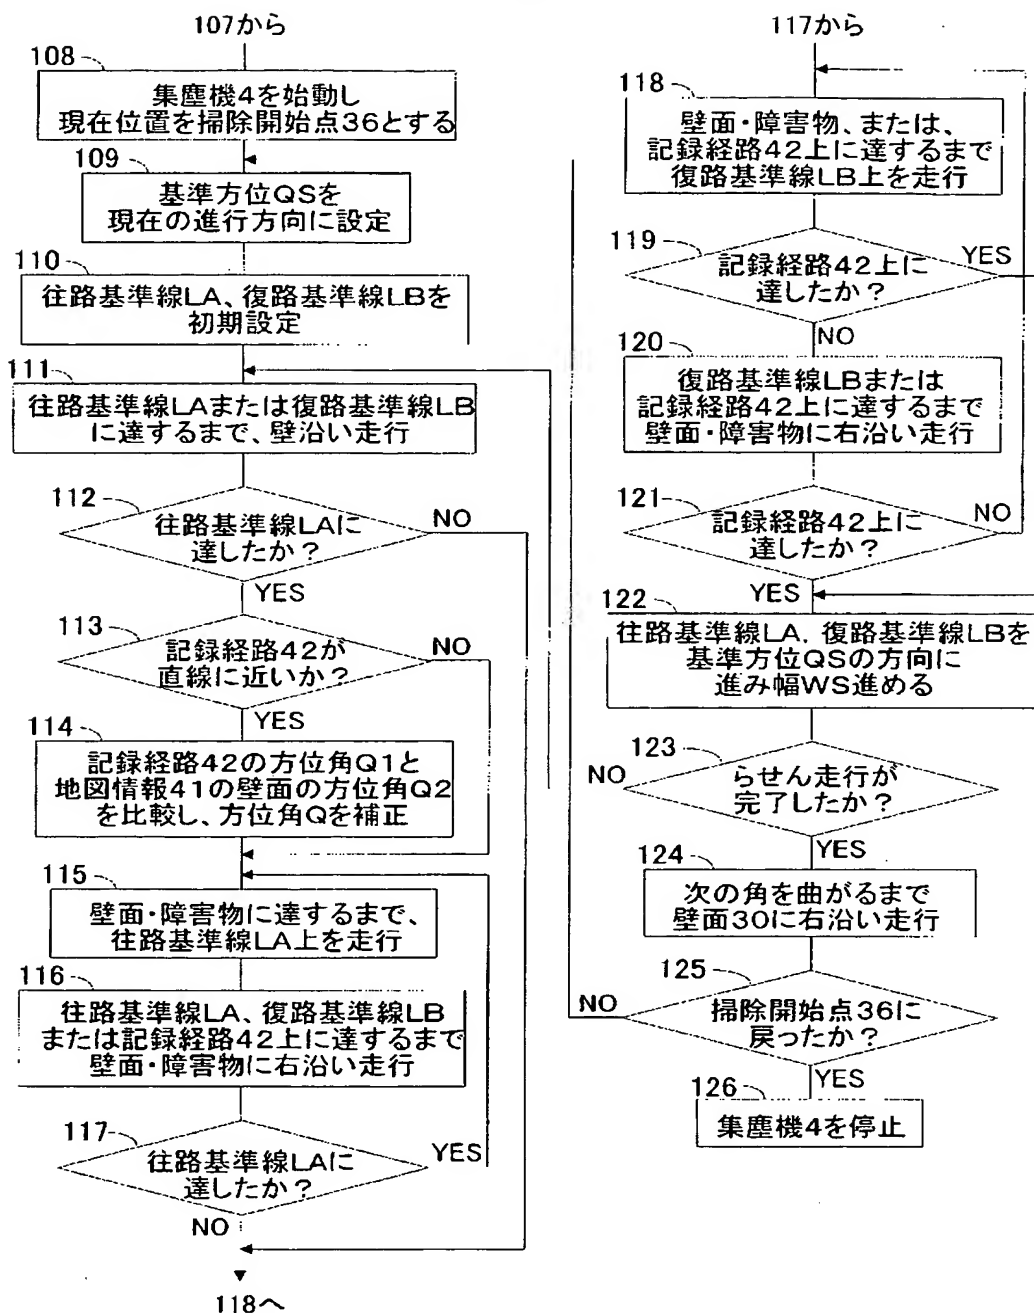 107から
108
集塵機4を始動し
現在位置を掃除開始点36とする
109
基準方位QSを
現在の進行方向に設定
110
往路基準線LA、復路基準線LBを
初期設定
111
往路基準線LAまたは復路基準線LB
に達するまで、壁沿い走行
112
往路基準線LAに
達したか?
NO
YES
113
記録経路42が
直線に近いか?
NO
YES
114
記録経路42の方位角Q1と
地図情報41の壁面の方位角Q2
を比較し、方位角Qを補正
115
壁面・障害物に達するまで、
往路基準線LA上を走行
116
往路基準線LA、復路基準線LB
または記録経路42上に達するまで
壁面・障害物に右沿い走行
117
往路基準線LAに
達したか?
YES
NO
118へ
117から
118
壁面・障害物、または、
記録経路42上に達するまで
復路基準線LB上を走行
119
記録経路42上に
達したか?
YES
NO
120
復路基準線LBまたは
記録経路42上に達するまで
壁面・障害物に右沿い走行
121
記録経路42上に
達したか?
NO
YES
122
往路基準線LA、復路基準線LBを
基準方位QSの方向に
進み幅WS進める
123
らせん走行が
完了したか?
NO
YES
124
次の角を曲がるまで
壁面30に右沿い走行
125
掃除開始点36に
戻ったか?
NO
YES
126
集塵機4を停止